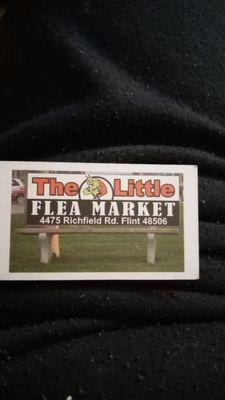 The Little
FLEA MARKET
4475 Richfield Rd. Flint 48506